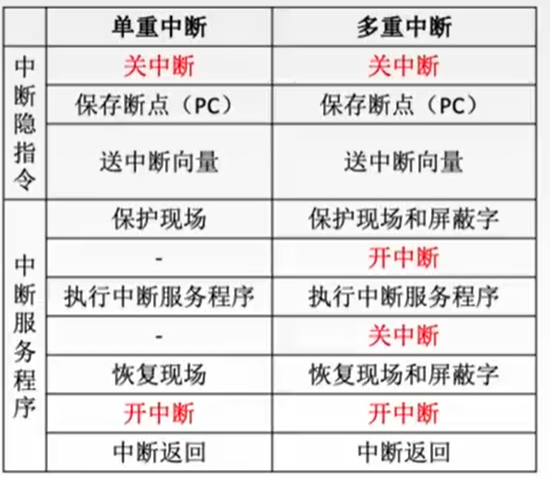 单重中断 多重中断
中断隐指令
关中断 关中断
保存断点（PC） 保存断点（PC）
送中断向量 送中断向量
中断服务程序
保护现场 保护现场和屏蔽字
- 开中断
执行中断服务程序 执行中断服务程序
- 关中断
恢复现场 恢复现场和屏蔽字
开中断 开中断
中断返回 中断返回